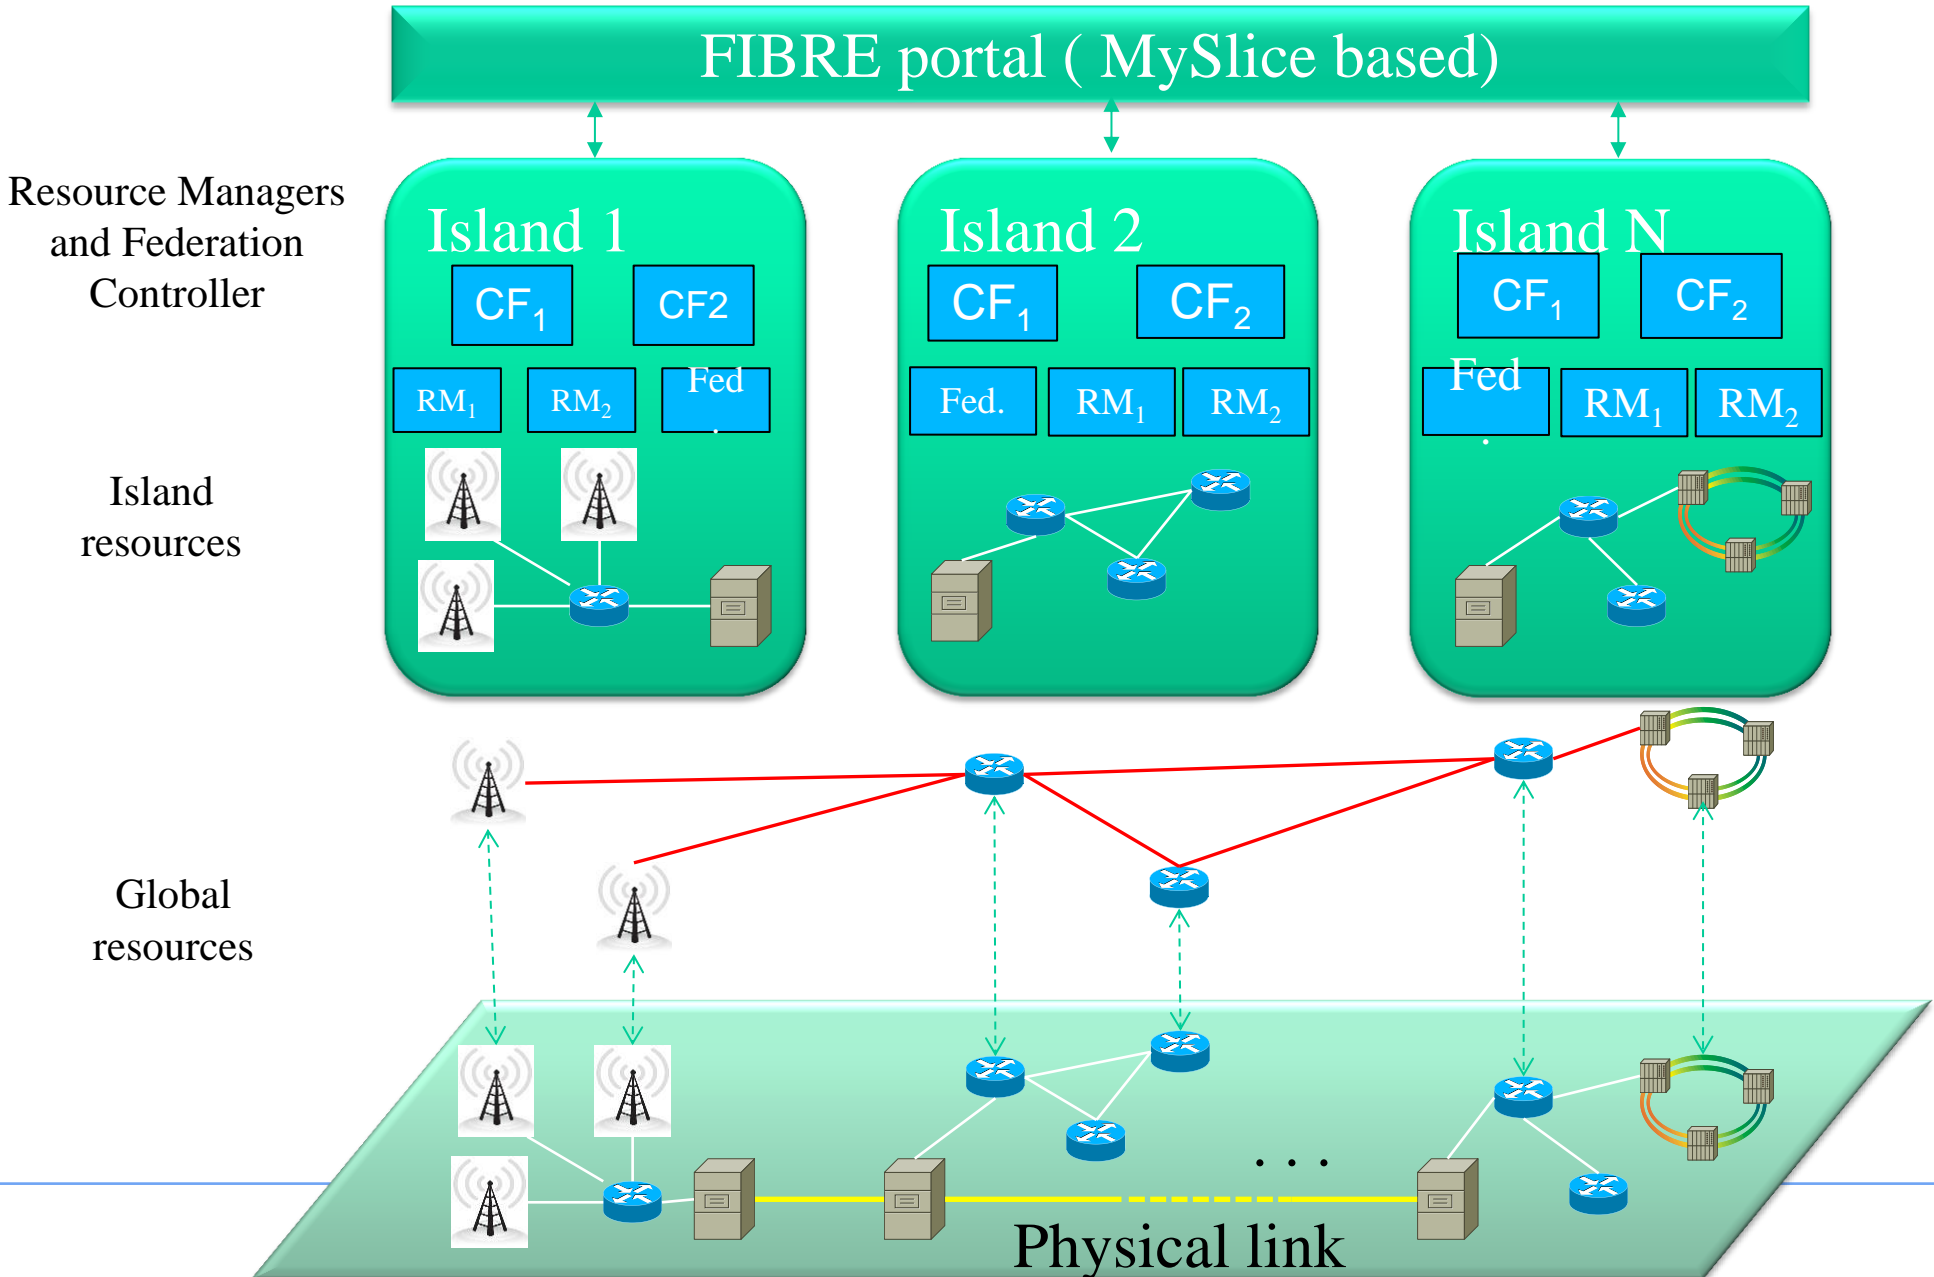 FIBRE portal ( MySlice based)
Resource Managers
and Federation
Controller
Island 1
CF₁
CF2
RM₁
RM₂
Fed
.
Island 2
CF₁
CF₂
Fed.
RM₁
RM₂
Island N
CF₁
CF₂
Fed
.
RM₁
RM₂
Island
resources
Global
resources
. . .
Physical link